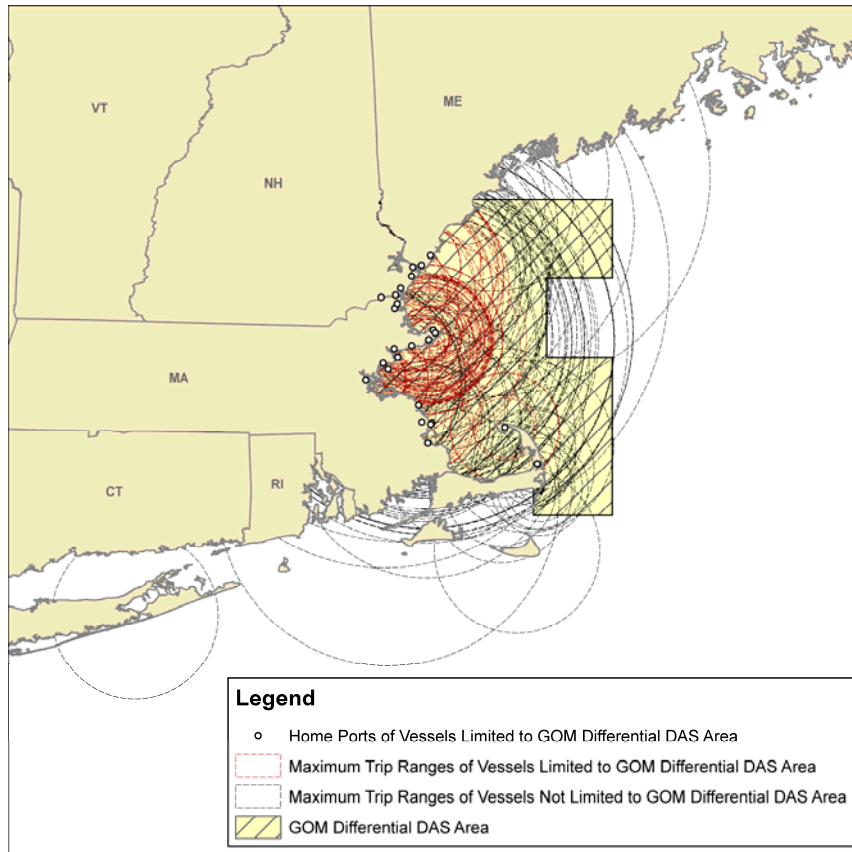 ME
VT
NH
MA
CT
RI
Legend
Home Ports of Vessels Limited to GOM Differential DAS Area
Maximum Trip Ranges of Vessels Limited to GOM Differential DAS Area
Maximum Trip Ranges of Vessels Not Limited to GOM Differential DAS Area
GOM Differential DAS Area